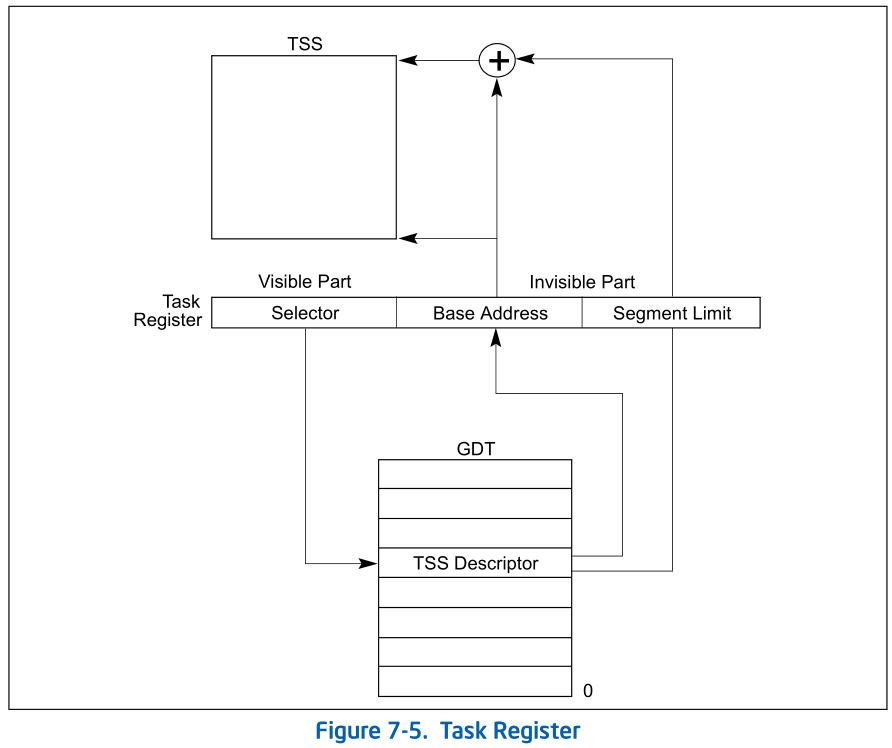 TSS
+
Visible Part
Invisible Part
Task
Register
Selector
Base Address
Segment Limit
GDT
TSS Descriptor
0
Figure 7-5. Task Register